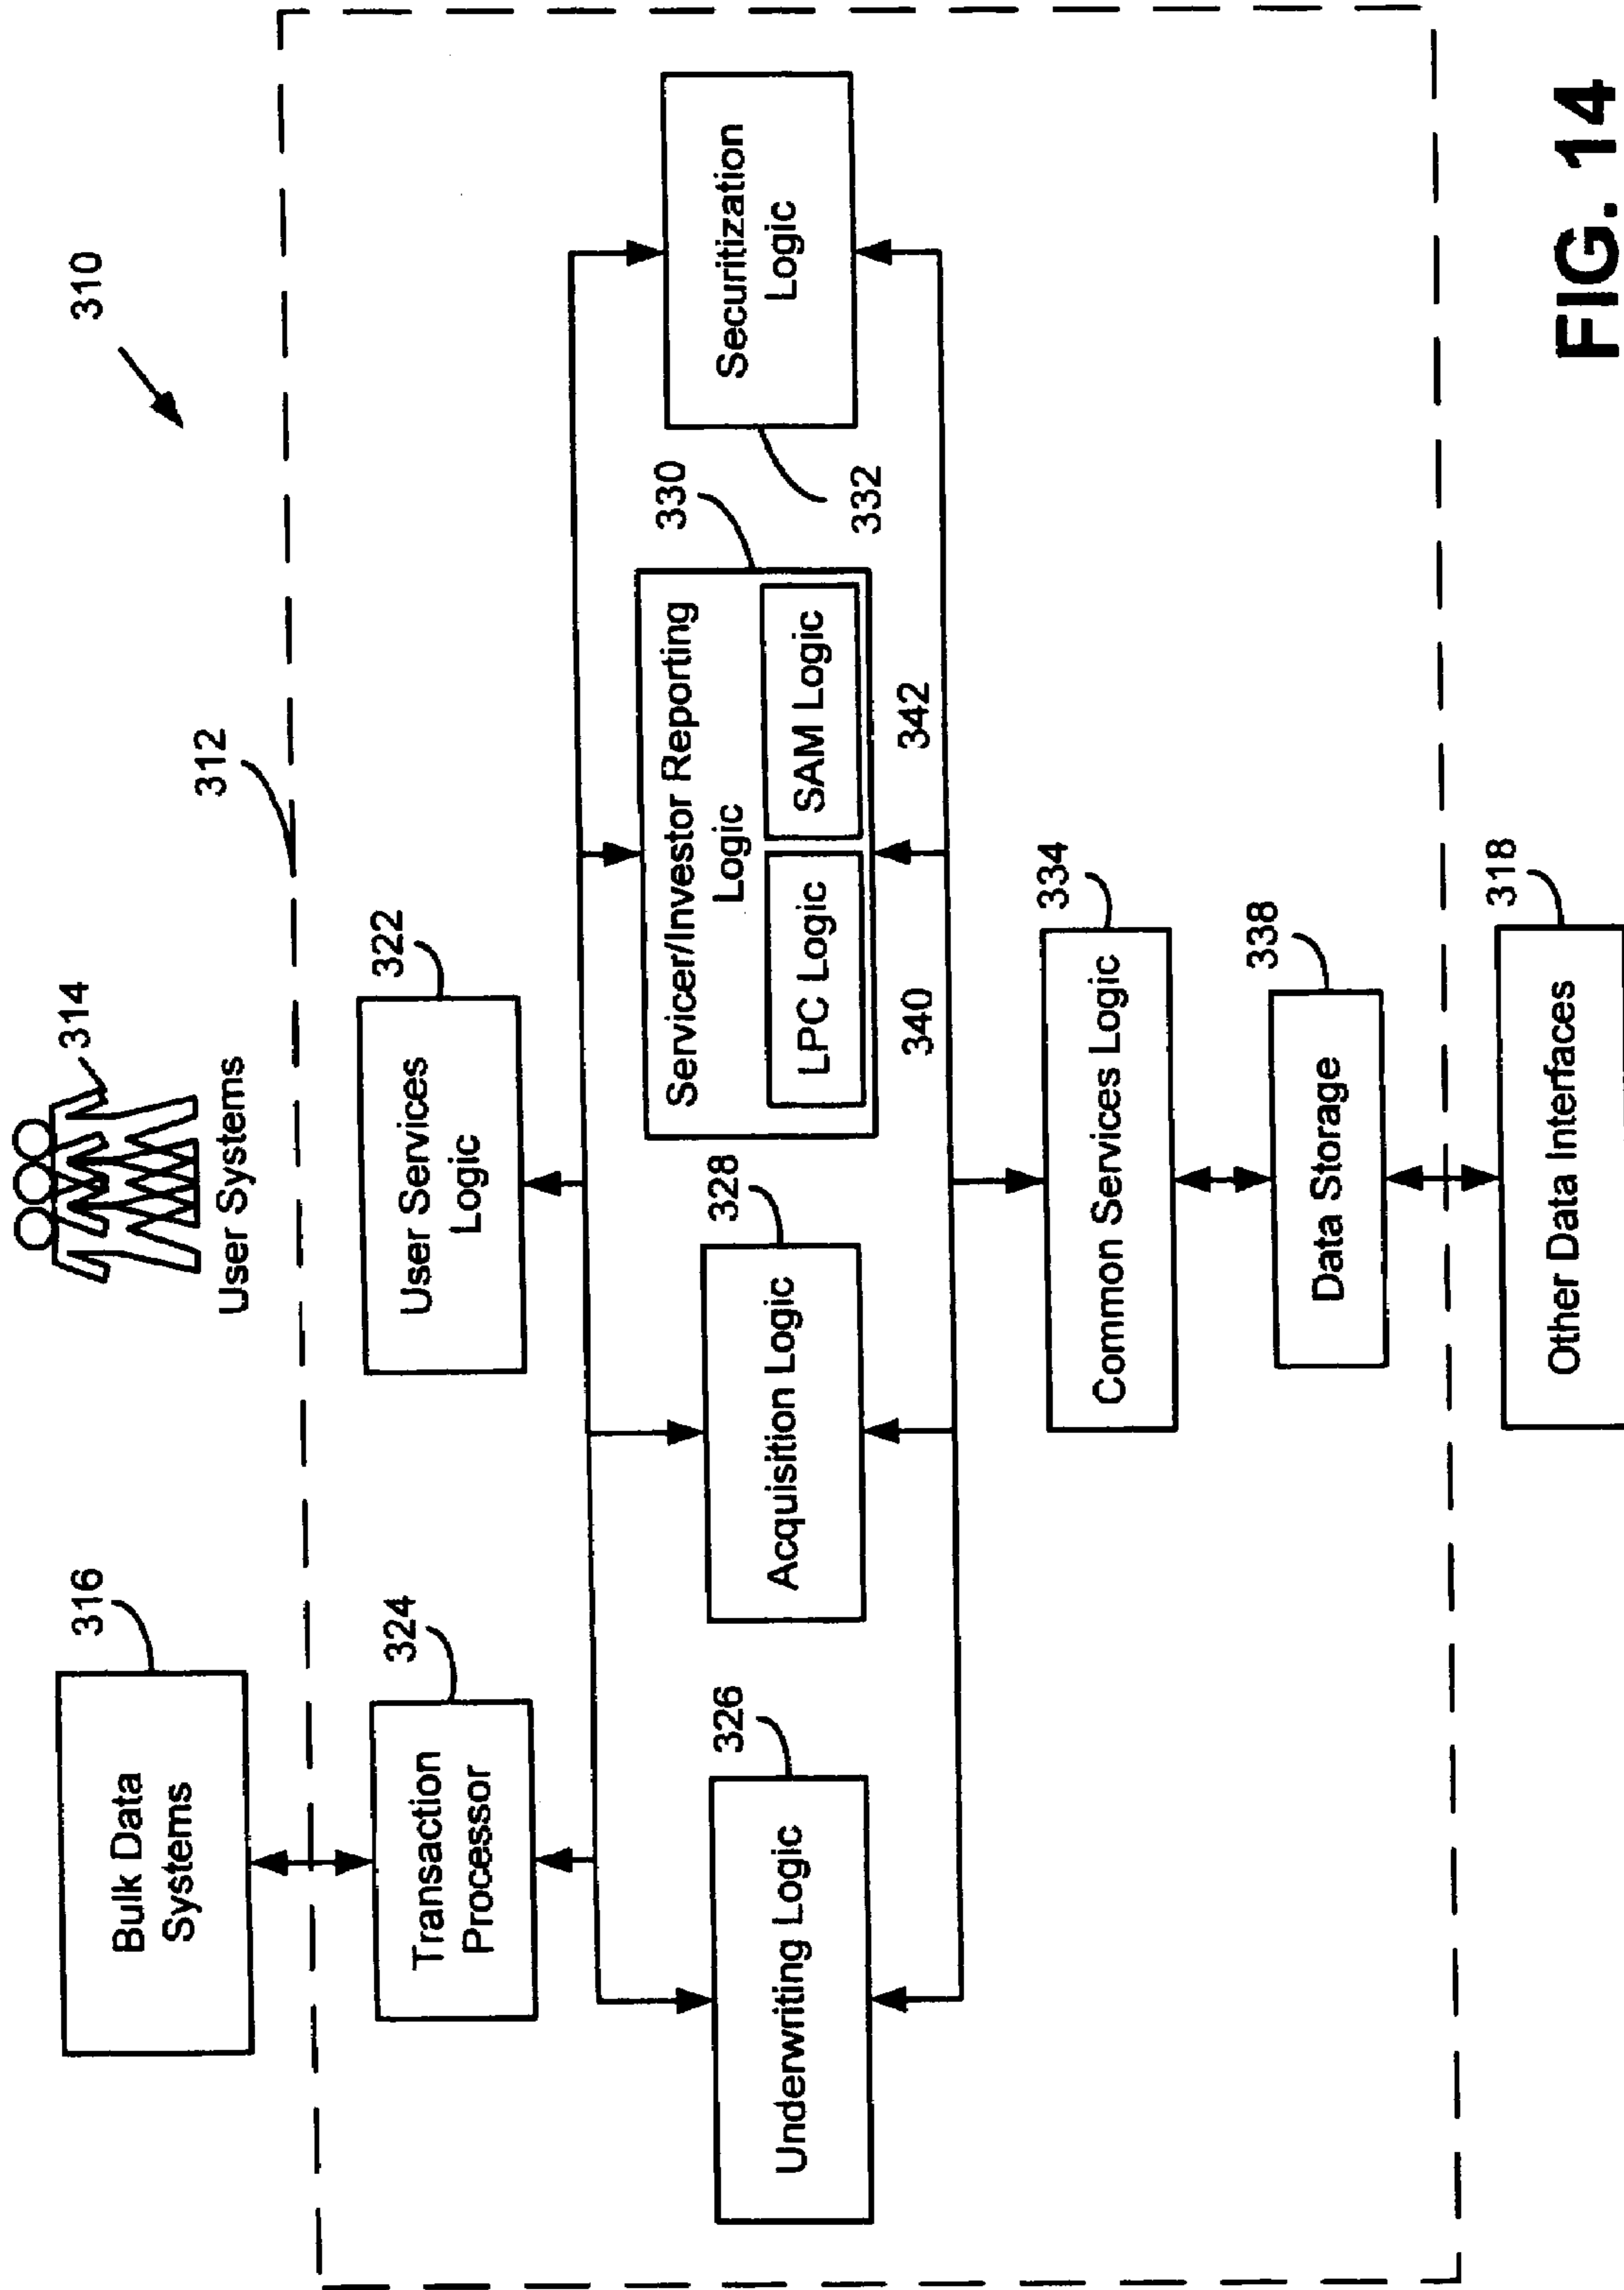 310
314
User Systems
316
Bulk Data
Systems
312
322
User Services
Logic
324
Transaction
Processor
326
Underwriting Logic
328
Acquisition Logic
330
Servicer/Investor Reporting
Logic
LPC Logic
SAM Logic
340
342
Securitization
Logic
332
334
Common Services Logic
338
Data Storage
318
Other Data Interfaces
FIG. 14